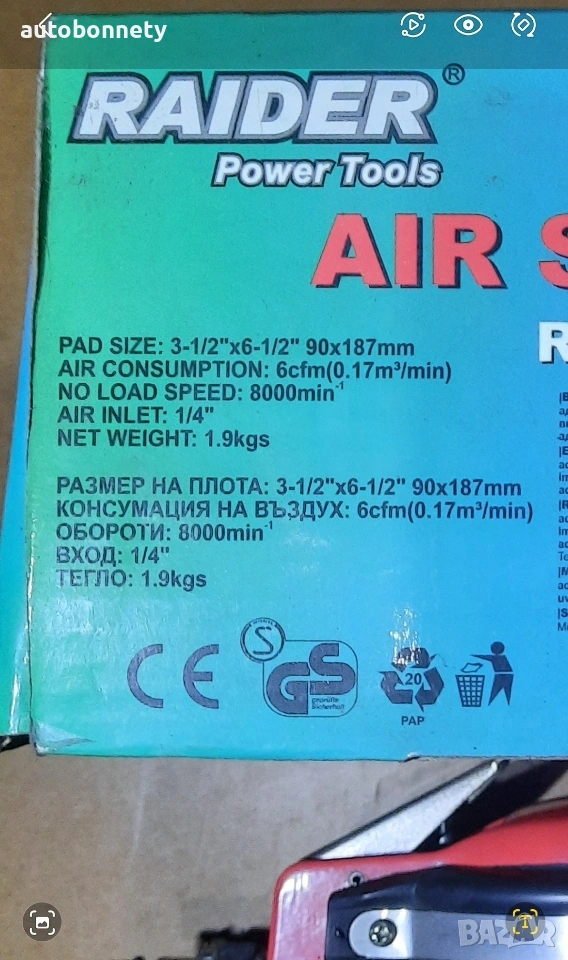 autobonnety
RAIDER®
Power Tools
AIR
PAD SIZE: 3-1/2"x6-1/2" 90x187mm
AIR CONSUMPTION: 6cfm(0.17m³/min)
NO LOAD SPEED: 8000min⁻¹
AIR INLET: 1/4"
NET WEIGHT: 1.9kgs
РАЗМЕР НА ПЛОТА: 3-1/2"x6-1/2" 90x187mm
КОНСУМАЦИЯ НА ВЪЗДУХ: 6cfm(0.17m³/min)
ОБОРОТИ: 8000min⁻¹
ВХОД: 1/4"
ТЕГЛО: 1.9kgs
CE
S
GS
geprüfte
Sicherheit
20
PAP
BAZAR